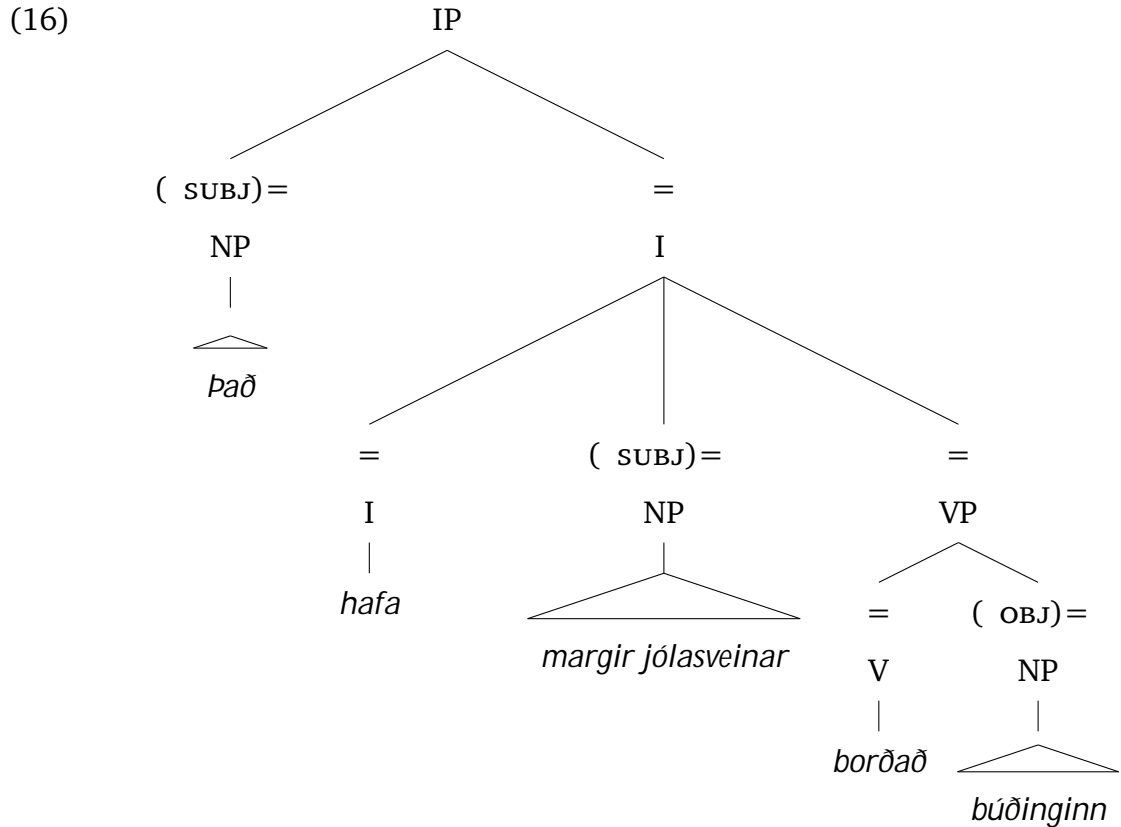 (16) IP
( SUBJ)= =
NP I
Það
= ( SUBJ)= =
I NP VP
hafa
margir jólasveinar
= ( OBJ)=
V NP
borðað
búðinginn